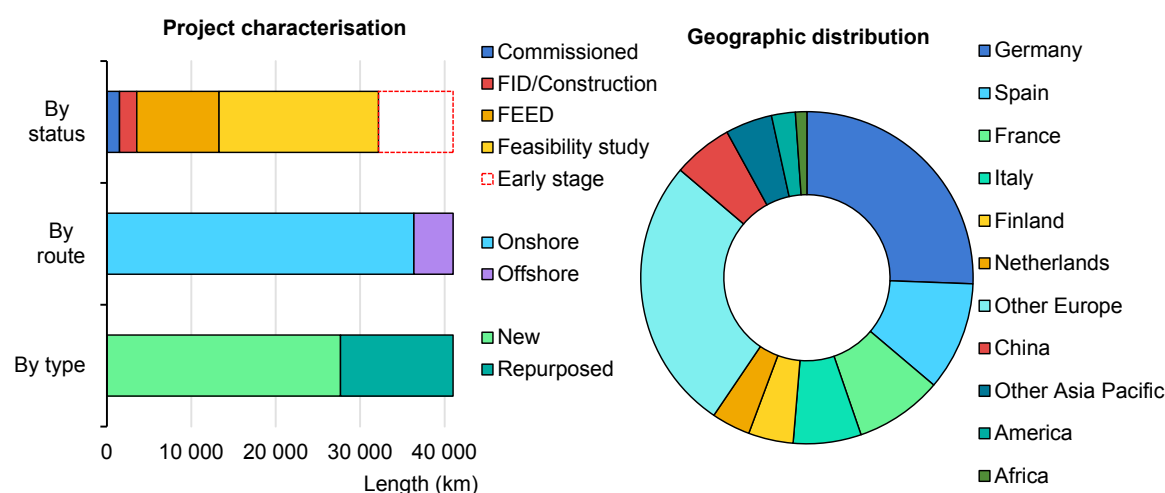 Project characterisation
By
status
By
route
By type
0
10 000
20 000
30 000
40 000
Length (km)
Commissioned
FID/Construction
FEED
Feasibility study
Early stage
Onshore
Offshore
New
Repurposed
Geographic distribution
Germany
Spain
France
Italy
Finland
Netherlands
Other Europe
China
Other Asia Pacific
America
Africa